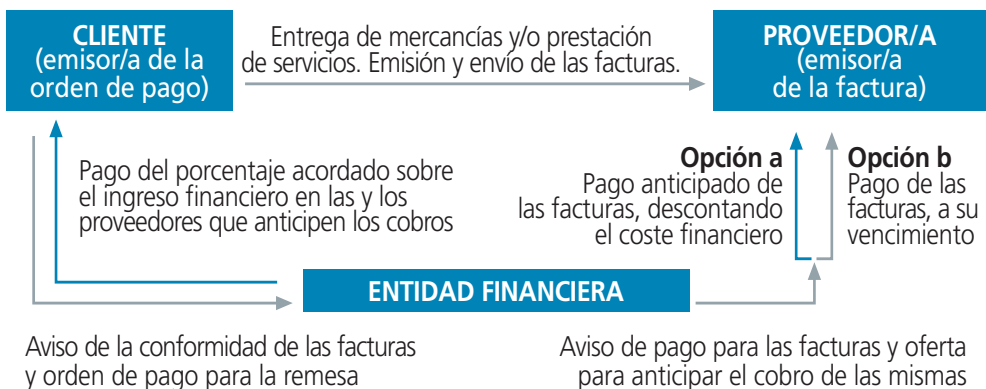 CLIENTE
(emisor/a de la
orden de pago)
Entrega de mercancías y/o prestación
de servicios. Emisión y envío de las facturas.
PROVEEDOR/A
(emisor/a
de la factura)
Pago del porcentaje acordado sobre
el ingreso financiero en las y los
proveedores que anticipen los cobros
Opción a
Pago anticipado de
las facturas, descontando
el coste financiero
Opción b
Pago de las
facturas, a su
vencimiento
ENTIDAD FINANCIERA
Aviso de la conformidad de las facturas
y orden de pago para la remesa
Aviso de pago para las facturas y oferta
para anticipar el cobro de las mismas